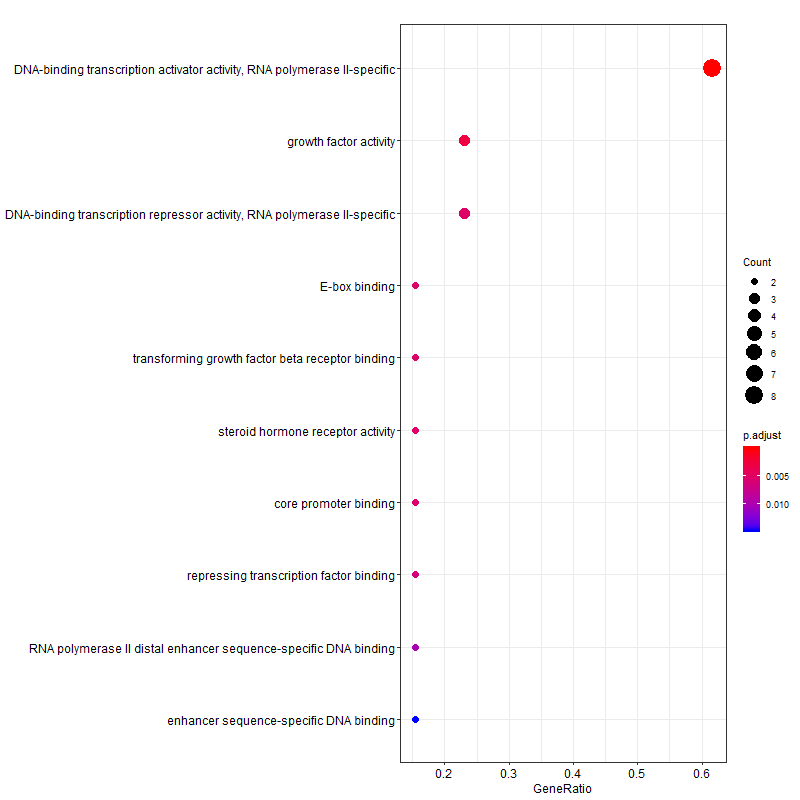 DNA-binding transcription activator activity, RNA polymerase II-specific
growth factor activity
DNA-binding transcription repressor activity, RNA polymerase II-specific
E-box binding
transforming growth factor beta receptor binding
steroid hormone receptor activity
core promoter binding
repressing transcription factor binding
RNA polymerase II distal enhancer sequence-specific DNA binding
enhancer sequence-specific DNA binding
0.2 0.3 0.4 0.5 0.6
GeneRatio
Count
2
3
4
5
6
7
8
p.adjust
0.005
0.010